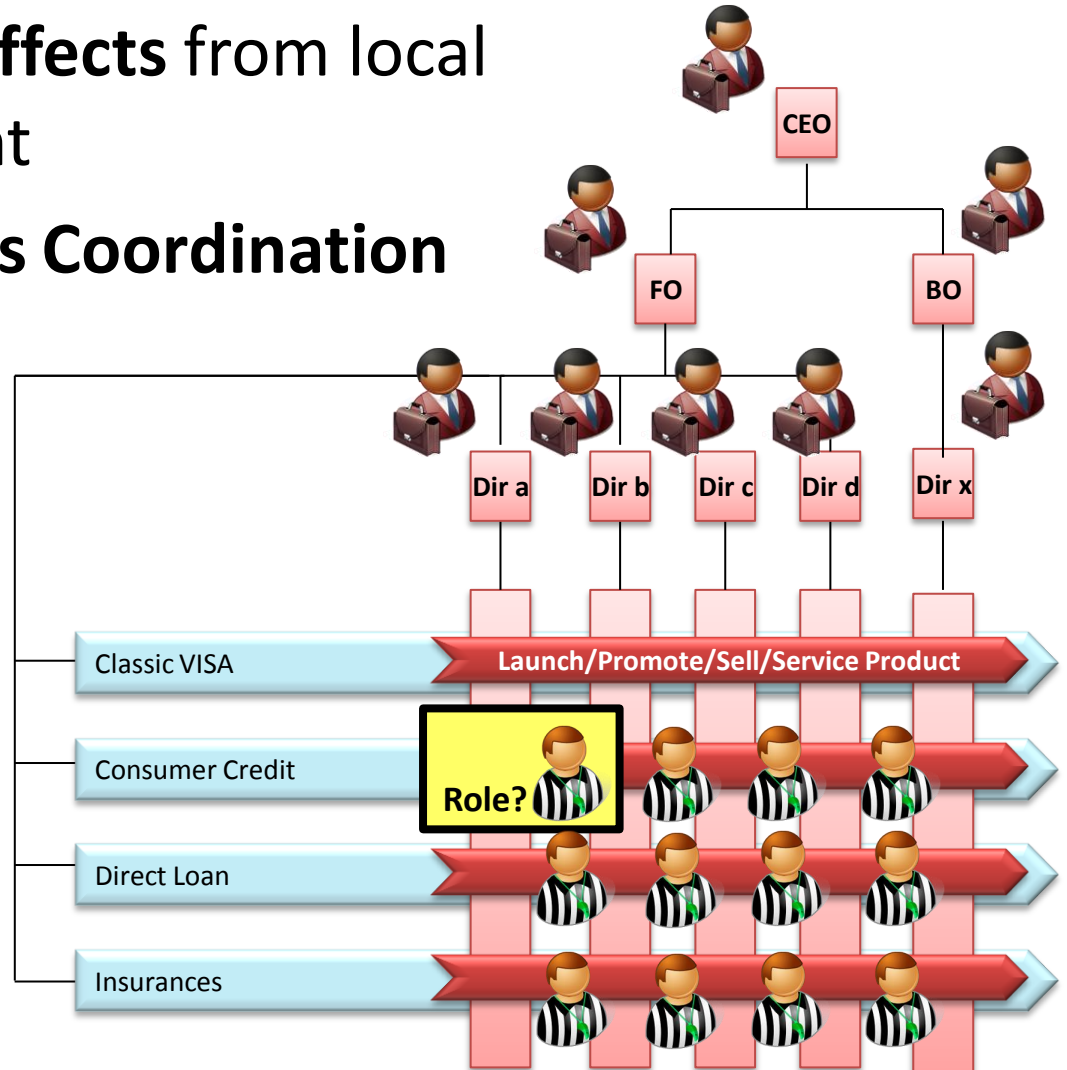 ffects from local
t
s Coordination
CEO
FO
BO
Dir a
Dir b
Dir c
Dir d
Dir x
Classic VISA
Launch/Promote/Sell/Service Product
Consumer Credit
Role?
Direct Loan
Insurances